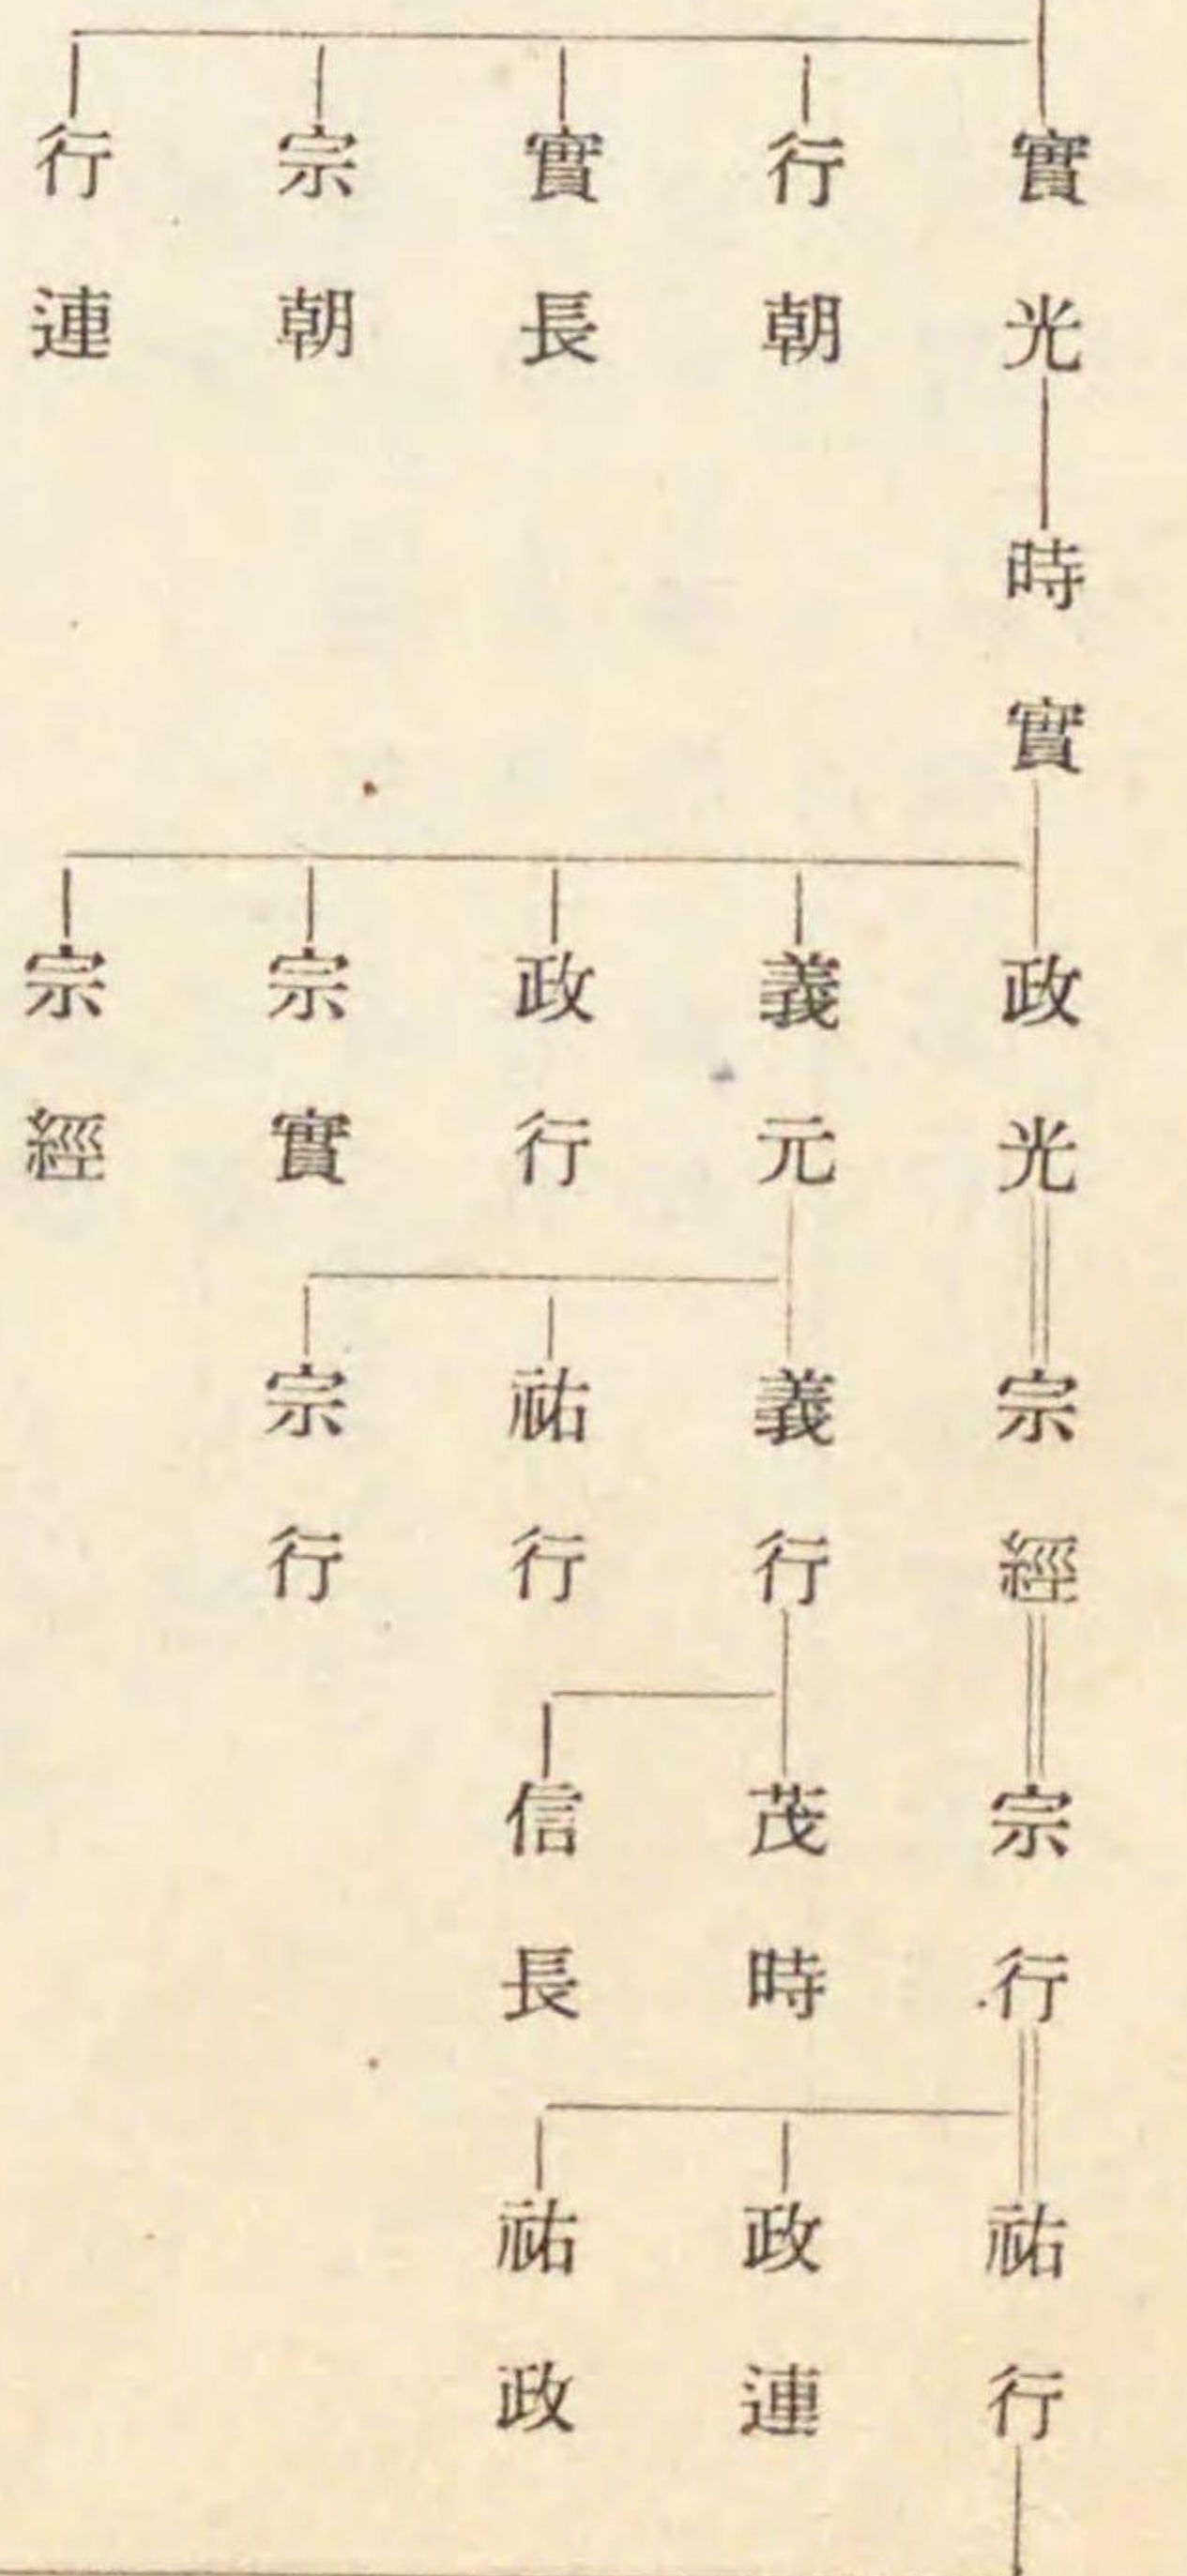 實光
行朝
實長
宗朝
行連
時實
政光
義元
政行
宗實
宗經
宗經
義行
祐行
宗行
宗行
茂時
信長
祐行
政連
祐政